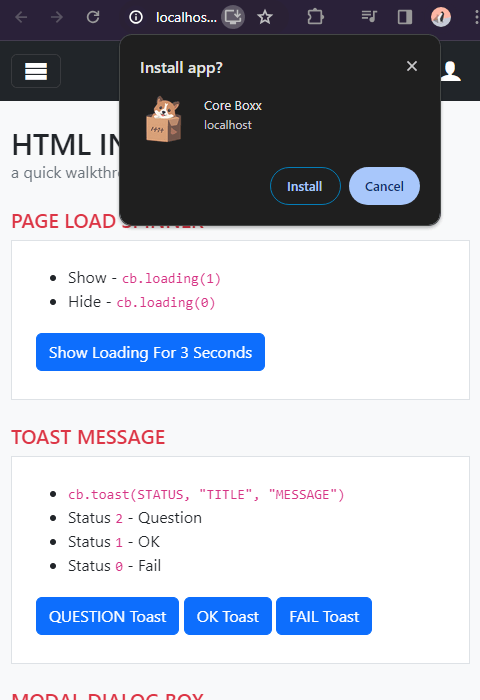 localhos...
Install app?
Core Boxx
localhost
Install
Cancel
HTML IN
a quick walkthr
PAGE LOAD SPINNER
Show - cb.loading(1)
Hide - cb.loading(0)
Show Loading For 3 Seconds
TOAST MESSAGE
cb.toast(STATUS, "TITLE", "MESSAGE")
Status 2 - Question
Status 1 - OK
Status 0 - Fail
QUESTION Toast
OK Toast
FAIL Toast
MODAL DIALOG BOX